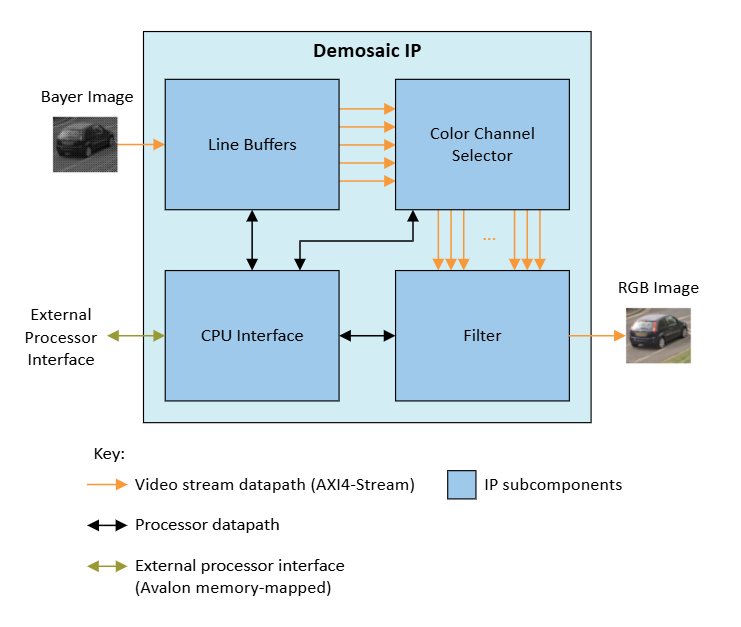 Demosaic IP
Bayer Image
Line Buffers
Color Channel
Selector
...
RGB Image
External
Processor
Interface
CPU Interface
Filter
Key:
Video stream datapath (AXI4-Stream)
IP subcomponents
Processor datapath
External processor interface
(Avalon memory-mapped)